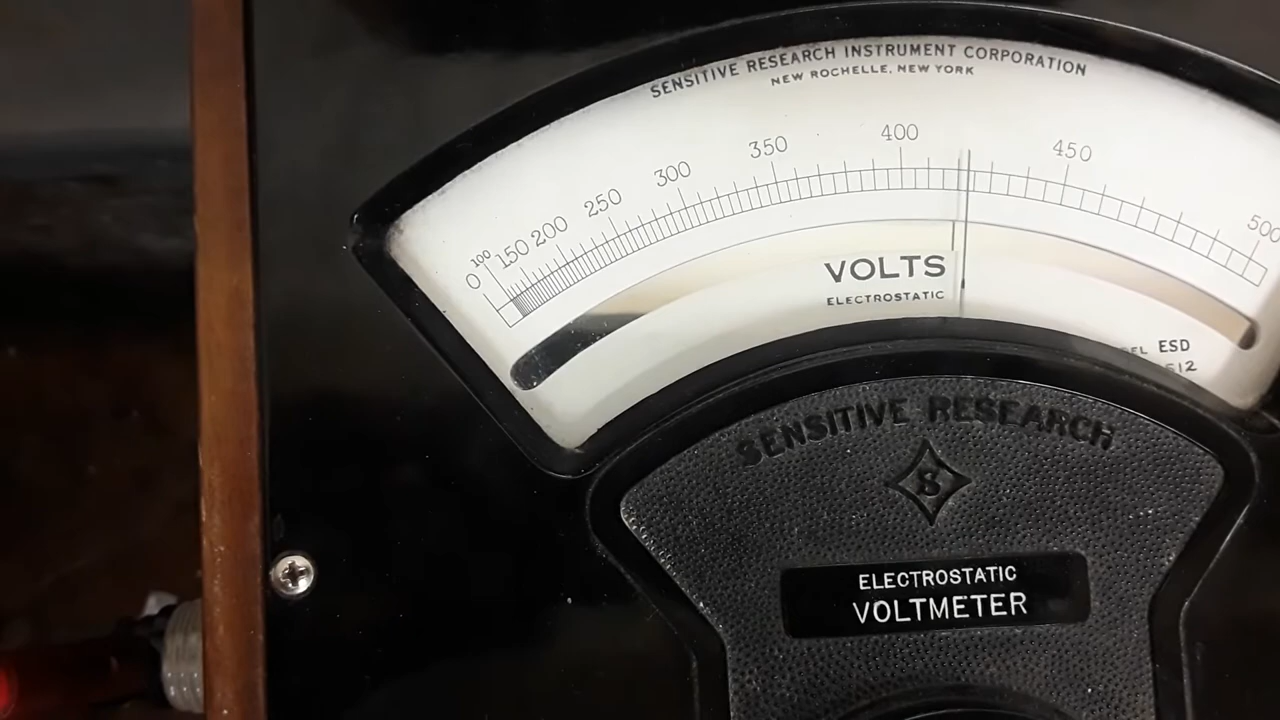 SENSITIVE RESEARCH INSTRUMENT CORPORATION
NEW ROCHELLE, NEW YORK
0 100 150 200 250 300 350 400 450 500
VOLTS
ELECTROSTATIC
ESD
SENSITIVE RESEARCH
S
ELECTROSTATIC
VOLTMETER